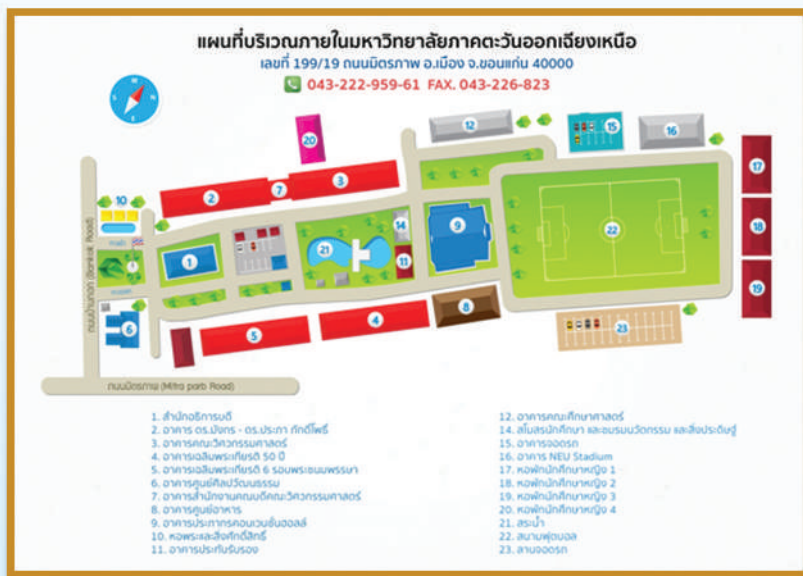 แผนที่บริเวณภายในมหาวิทยาลัยภาคตะวันออกเฉียงเหนือ
เลขที่ 199/19 ถนนมิตรภาพ อ.เมือง จ.ขอนแก่น 40000
043-222-959-61 FAX. 043-226-823
W
S
N
E
12
15
16
20
17
10
2
7
3
14
9
18
22
1
21
11
19
6
5
4
8
23
ถนนมิตรภาพ (Mitra parb Road)
1. สำนักอธิการบดี
2. อาคาร ดร.มังกร - ดร.ประภา ภักดีโพธิ์
3. อาคารคณะวิศวกรรมศาสตร์
4. อาคารเฉลิมพระเกียรติ 50 ปี
5. อาคารเฉลิมพระเกียรติ 6 รอบพระชนมพรรษา
6. อาคารศูนย์ศิลปวัฒนธรรม
7. อาคารสำนักงานคณบดีคณะวิศวกรรมศาสตร์
8. อาคารศูนย์อาหาร
9. อาคารประภากรคอนเวนชั่นฮอลล์
10. หอพระและสิ่งศักดิ์สิทธิ์
11. อาคารประทับรับรอง
12. อาคารคณะศึกษาศาสตร์
14. สโมสรนักศึกษา และชมรมนวัตกรรม และสิ่งประดิษฐ์
15. อาคารจอดรถ
16. อาคาร NEU Stadium
17. หอพักนักศึกษาหญิง 1
18. หอพักนักศึกษาหญิง 2
19. หอพักนักศึกษาหญิง 3
20. หอพักนักศึกษาหญิง 4
21. สระน้ำ
22. สนามฟุตบอล
23. ลานจอดรถ